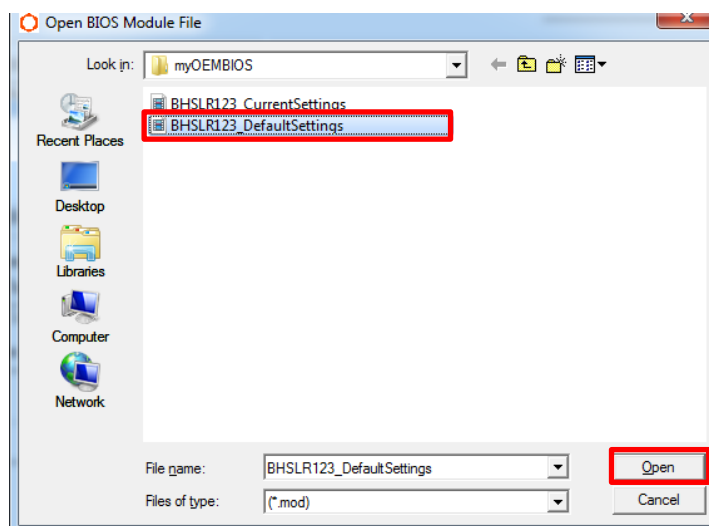 Open BIOS Module File
x
Look in:
myOEMBIOS
BHSLR123_CurrentSettings
BHSLR123_DefaultSettings
Recent Places
Desktop
Libraries
Computer
Network
File name:
BHSLR123_DefaultSettings
Open
Files of type:
(*.mod)
Cancel